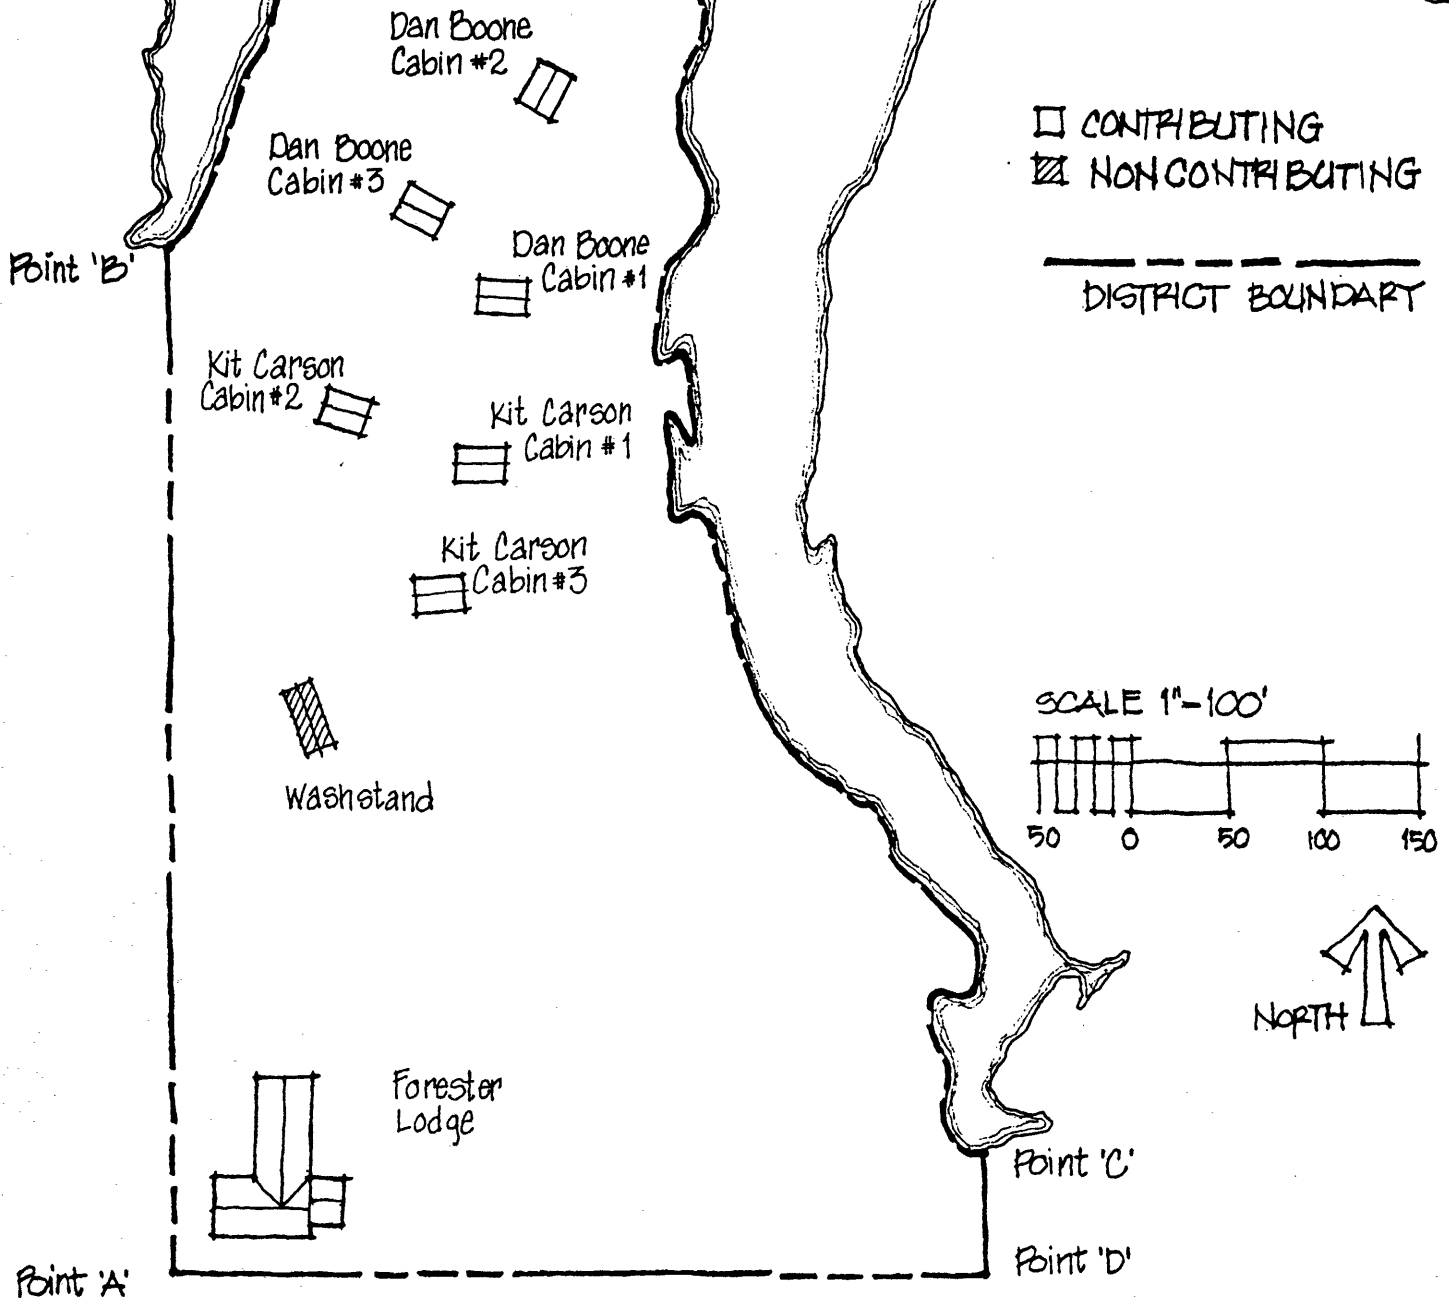 Dan Boone
Cabin #2
CONTRIBUTING
NONCONTRIBUTING
Dan Boone
Cabin #3
Point 'B'
Dan Boone
Cabin #1
DISTRICT BOUNDARY
Kit Carson
Cabin #2
Kit Carson
Cabin #1
Kit Carson
Cabin #3
SCALE 1"-100'
50 0 50 100 150
Washstand
NORTH
Forester
Lodge
Point 'C'
Point 'D'
Point 'A'